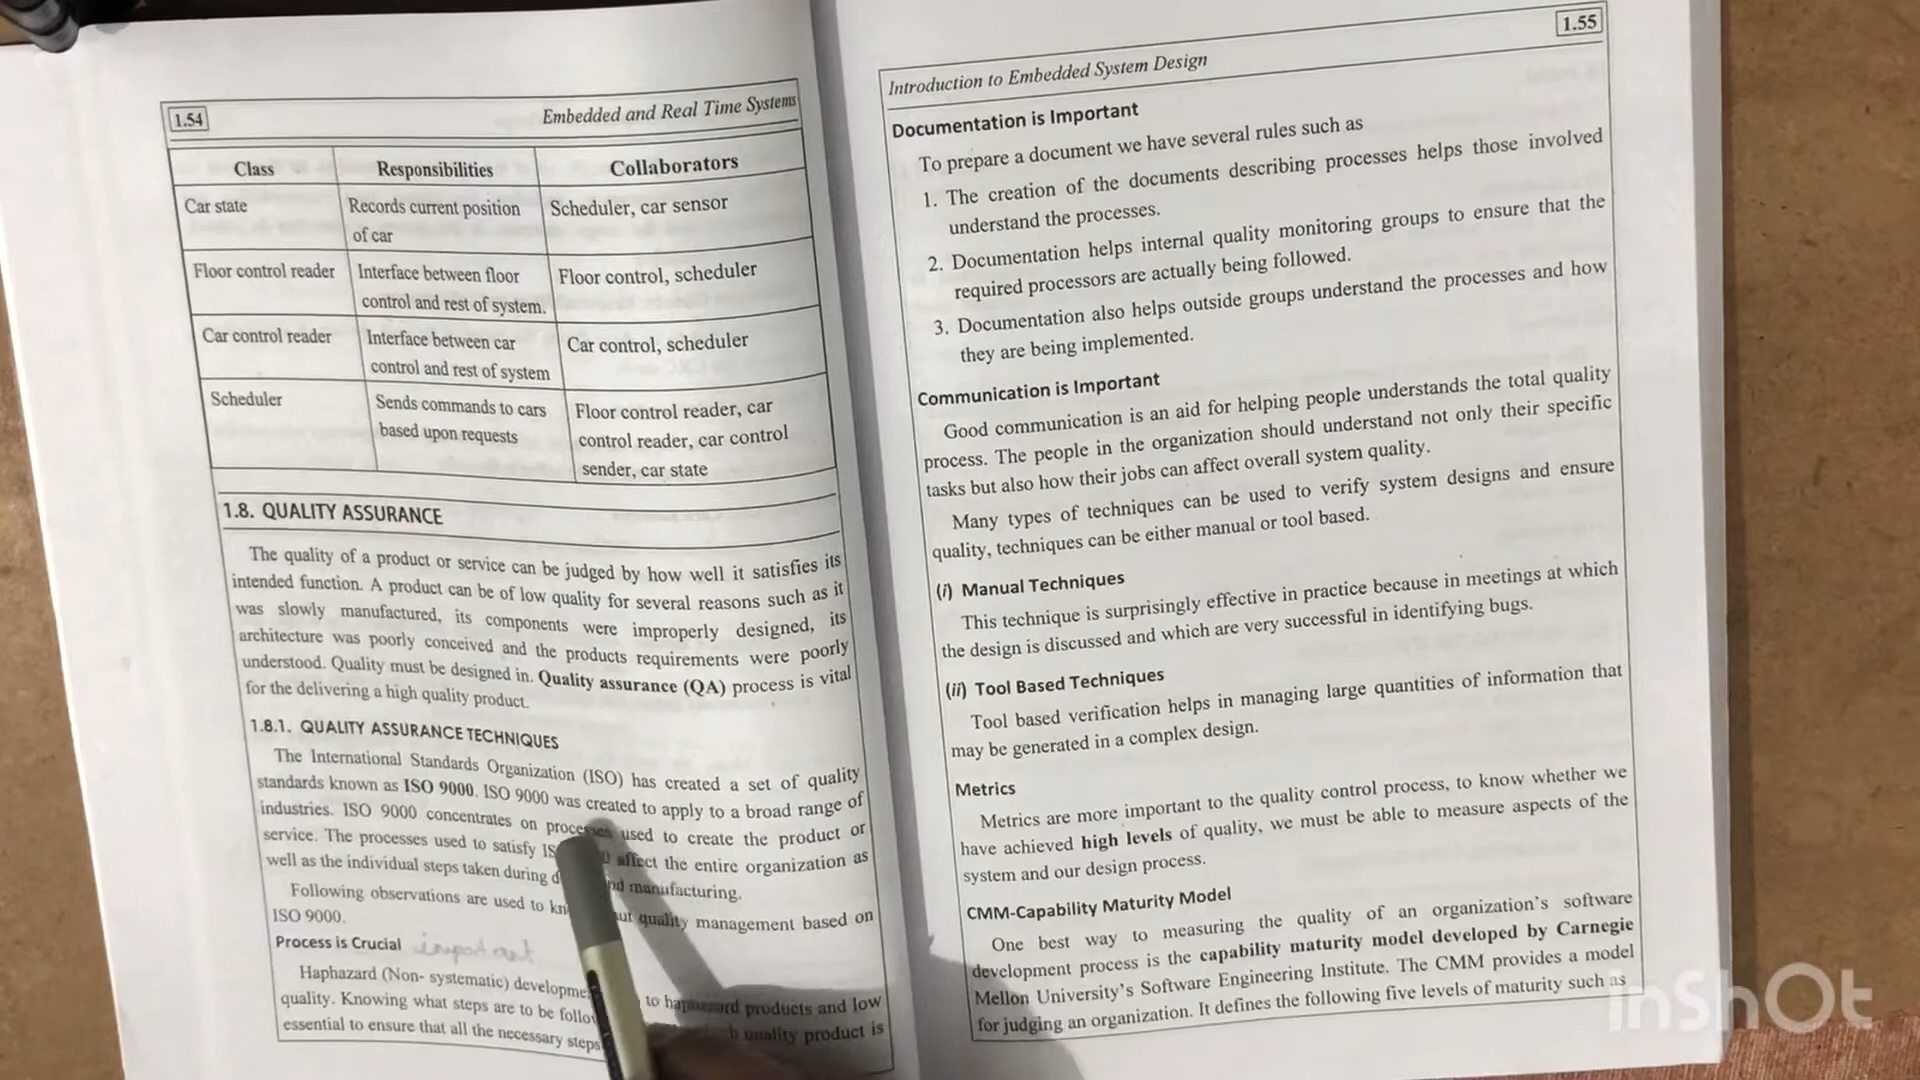 1.54
Embedded and Real Time Systems
Class Responsibilities Collaborators
Car state Records current position Scheduler, car sensor
of car
Floor control reader Interface between floor Floor control, scheduler
control and rest of system.
Car control reader Interface between car Car control, scheduler
control and rest of system
Scheduler Sends commands to cars Floor control reader, car
based upon requests control reader, car control
sender, car state
1.8. QUALITY ASSURANCE
The quality of a product or service can be judged by how well it satisfies its
intended function. A product can be of low quality for several reasons such as it
was slowly manufactured, its components were improperly designed, its
architecture was poorly conceived and the products requirements were poorly
understood. Quality must be designed in. Quality assurance (QA) process is vital
for the delivering a high quality product.
1.8.1. QUALITY ASSURANCE TECHNIQUES
The International Standards Organization (ISO) has created a set of quality
standards known as ISO 9000. ISO 9000 was created to apply to a broad range of
industries. ISO 9000 concentrates on processes used to create the product or
service. The processes used to satisfy affect the entire organization as
well as the individual steps taken during manufacturing.
Following observations are used to quality management based on
ISO 9000.
Process is Crucial important
Haphazard (Non- systematic) to haphazard products and low
quality. Knowing what steps are to be quality product is
essential to ensure that all the necessary steps
1.55
Introduction to Embedded System Design
Documentation is Important
To prepare a document we have several rules such as
1. The creation of the documents describing processes helps those involved
understand the processes.
2. Documentation helps internal quality monitoring groups to ensure that the
required processors are actually being followed.
3. Documentation also helps outside groups understand the processes and how
they are being implemented.
Communication is Important
Good communication is an aid for helping people understands the total quality
process. The people in the organization should understand not only their specific
tasks but also how their jobs can affect overall system quality.
Many types of techniques can be used to verify system designs and ensure
quality, techniques can be either manual or tool based.
(i) Manual Techniques
This technique is surprisingly effective in practice because in meetings at which
the design is discussed and which are very successful in identifying bugs.
(ii) Tool Based Techniques
Tool based verification helps in managing large quantities of information that
may be generated in a complex design.
Metrics
Metrics are more important to the quality control process, to know whether we
have achieved high levels of quality, we must be able to measure aspects of the
system and our design process.
CMM-Capability Maturity Model
One best way to measuring the quality of an organization's software
development process is the capability maturity model developed by Carnegie
Mellon University's Software Engineering Institute. The CMM provides a model
for judging an organization. It defines the following five levels of maturity such as
InShOt